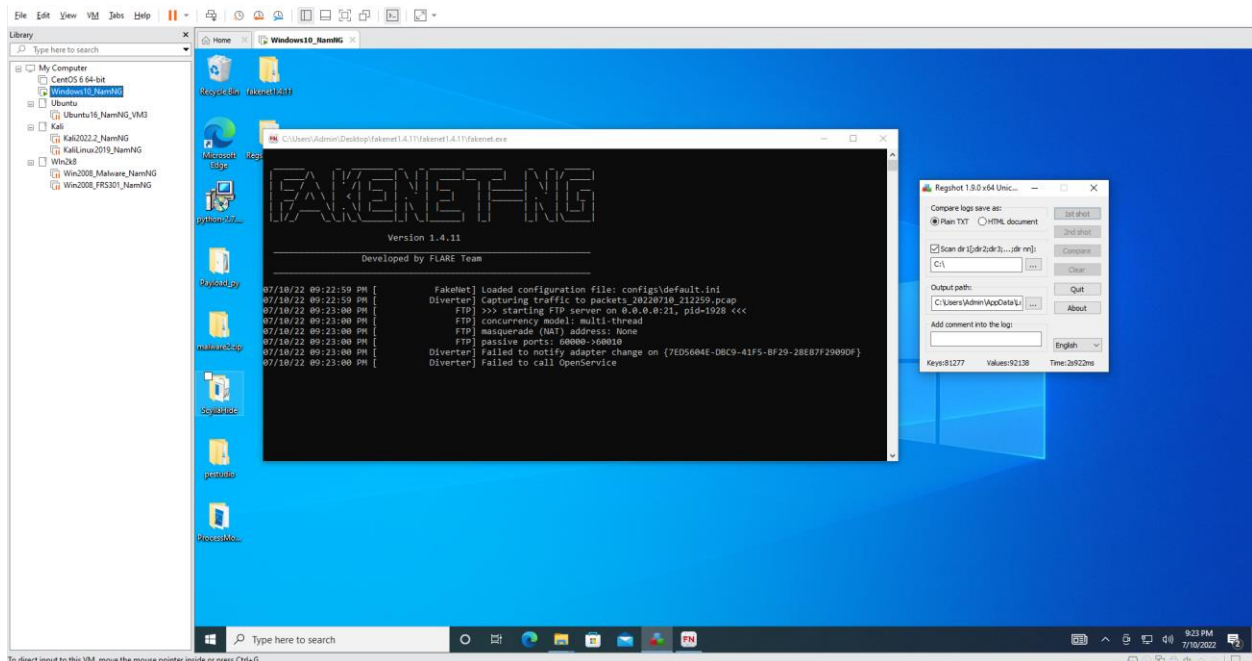 File Edit View VM Tabs Help
Library
Type here to search
My Computer
CentOS 6 64-bit
Windows10_NamNG
Ubuntu
Ubuntu16_NamNG_VM3
Kali
Kali2022.2_NamNG
KaliLinux2019_NamNG
WIn2k8
Win2008_Malware_NamNG
Win2008_FRS301_NamNG
Home
Windows10_NamNG
Recycle Bin
fakenet1.4.11
Microsoft Edge
Payload_py
malware2.zip
ScyllaHide
pestudio
ProcessMo...
C:\Users\Admin\Desktop\fakenet1.4.11\fakenet1.4.11\fakenet.exe
FAKENET-NG
Version 1.4.11
Developed by FLARE Team
07/10/22 09:22:59 PM [ FakeNet] Loaded configuration file: configs\default.ini
07/10/22 09:22:59 PM [ Diverter] Capturing traffic to packets_20220710_212259.pcap
07/10/22 09:23:00 PM [ FTP] >>> starting FTP server on 0.0.0.0:21, pid=1928 <<<
07/10/22 09:23:00 PM [ FTP] concurrency model: multi-thread
07/10/22 09:23:00 PM [ FTP] masquerade (NAT) address: None
07/10/22 09:23:00 PM [ FTP] passive ports: 60000->60010
07/10/22 09:23:00 PM [ Diverter] Failed to notify adapter change on {7ED5604E-DBC9-41F5-BF29-28E87F2909DF}
07/10/22 09:23:00 PM [ Diverter] Failed to call OpenService
Regshot 1.9.0 x64 Unic...
Compare logs save as:
Plain TXT HTML document
1st shot
2nd shot
Scan dir1[;dir2;dir3;...;dir nn]:
Compare
C:\
...
Clear
Output path:
Quit
C:\Users\Admin\AppData\Lo
...
About
Add comment into the log:
English
Keys:81277 Values:92138 Time:2s922ms
Type here to search
FN
9:23 PM
7/10/2022
To direct input to this VM, move the mouse pointer inside or press Ctrl+G.